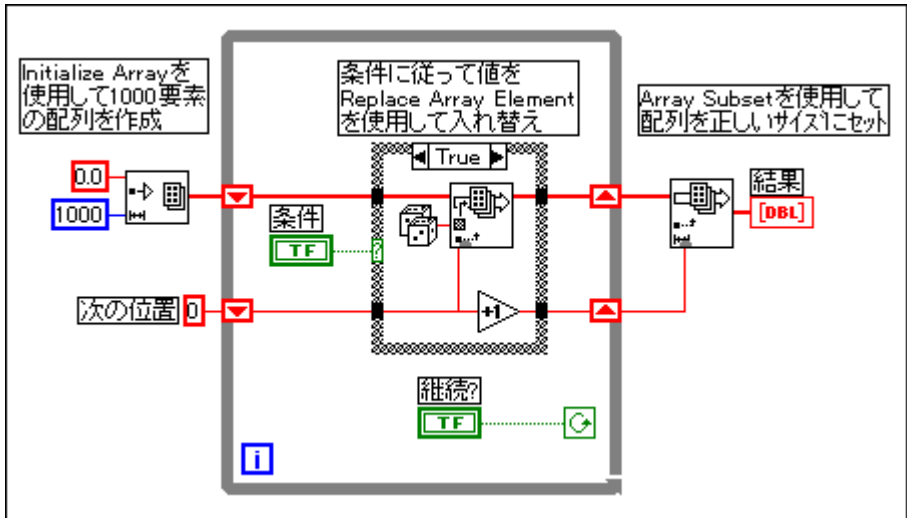 Initialize Arrayを
使用して1000要素
の配列を作成
条件に従って値を
Replace Array Element
を使用して入れ替え
Array Subsetを使用して
配列を正しいサイズにセット
True
0.0
1000
条件
TF
?
結果
[DBL]
次の位置 0
+1
継続?
TF
i